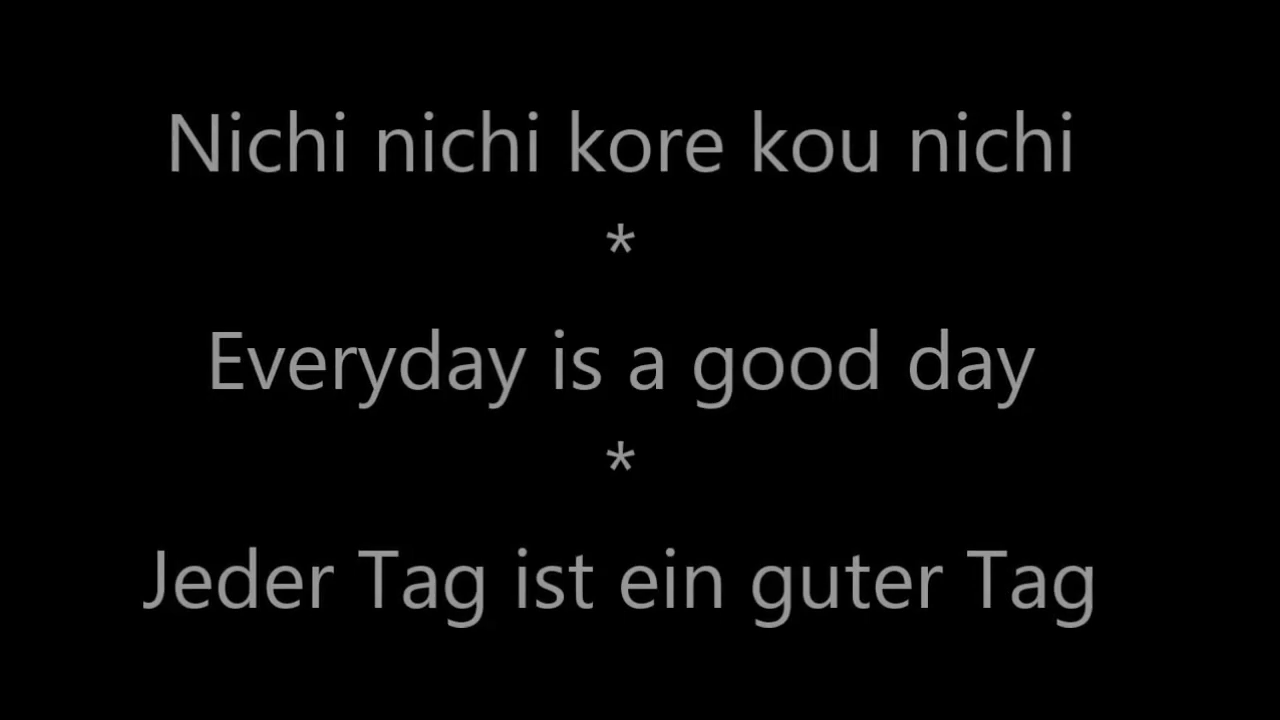 Nichi nichi kore kou nichi
*
Everyday is a good day
*
Jeder Tag ist ein guter Tag